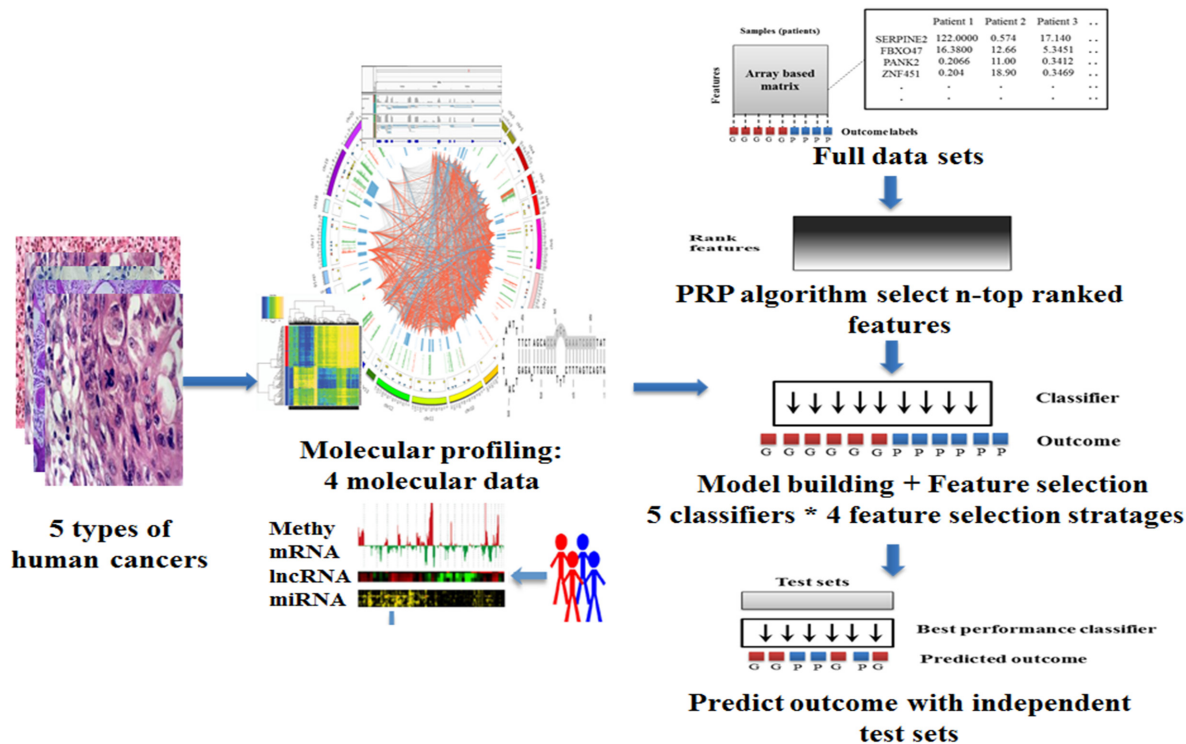 5 types of
human cancers
Molecular profiling:
4 molecular data
Methy
mRNA
lncRNA
miRNA
Samples (patients)
Features
Array based
matrix
G G G G G P P P P
Outcome labels
Patient 1 Patient 2 Patient 3 ..
SERPINE2 122.0000 0.574 17.140 ..
FBXO47 16.3800 12.66 5.3451 ..
PANK2 0.2066 11.00 0.3412 ..
ZNF451 0.204 18.90 0.3469 ..
. . . ..
. . . ..
Full data sets
Rank
features
PRP algorithm select n-top ranked
features
Classifier
Outcome
G G G G G G P P P P P P
Model building + Feature selection
5 classifiers * 4 feature selection stratages
Test sets
Best performance classifier
Predicted outcome
G G P P G P G
Predict outcome with independent
test sets